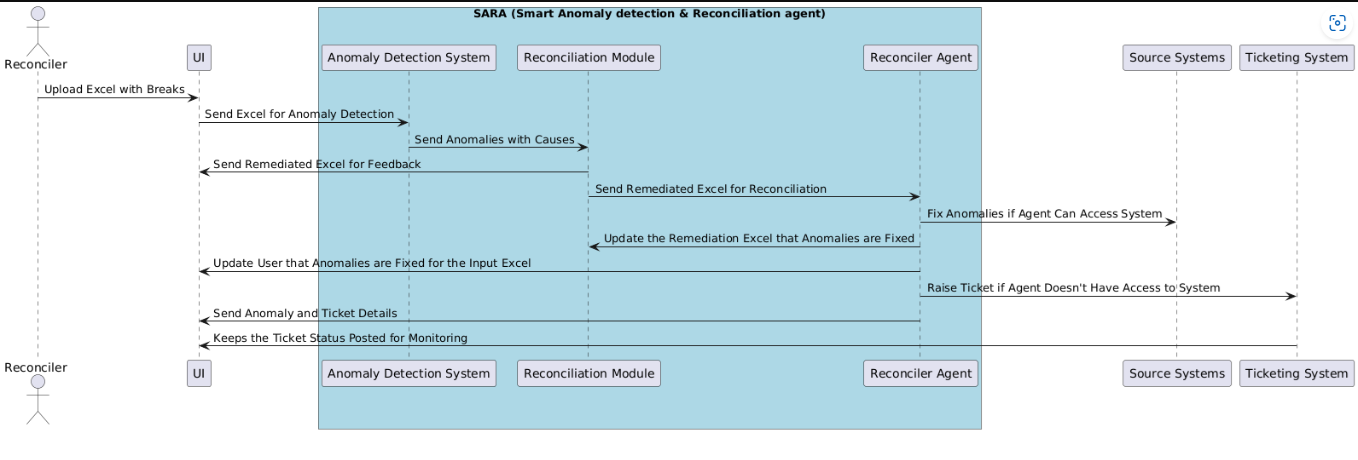 SARA (Smart Anomaly detection & Reconciliation agent)
Reconciler
UI
Anomaly Detection System
Reconciliation Module
Reconciler Agent
Source Systems
Ticketing System
Upload Excel with Breaks
Send Excel for Anomaly Detection
Send Anomalies with Causes
Send Remediated Excel for Feedback
Send Remediated Excel for Reconciliation
Fix Anomalies if Agent Can Access System
Update the Remediation Excel that Anomalies are Fixed
Update User that Anomalies are Fixed for the Input Excel
Raise Ticket if Agent Doesn't Have Access to System
Send Anomaly and Ticket Details
Keeps the Ticket Status Posted for Monitoring
Reconciler
UI
Anomaly Detection System
Reconciliation Module
Reconciler Agent
Source Systems
Ticketing System